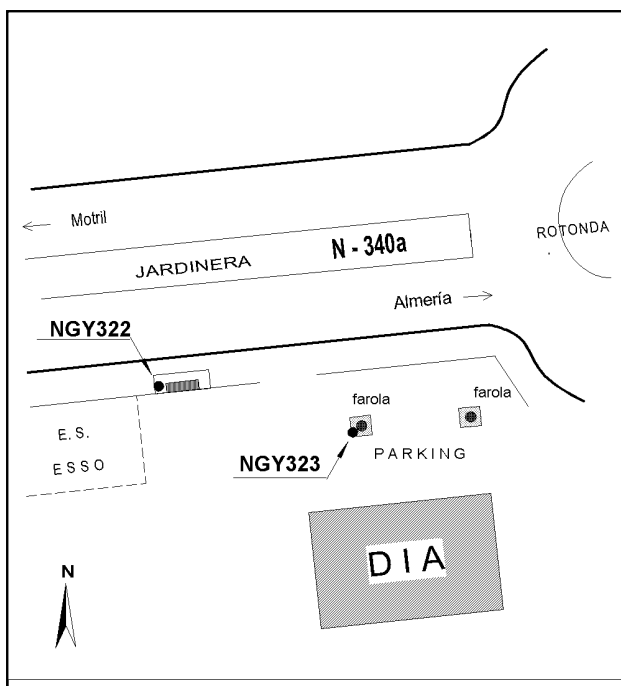 Motril
ROTONDA
N - 340a
JARDINERA
Almería
NGY322
farola
farola
E. S.
ESSO
NGY323
PARKING
DIA
N